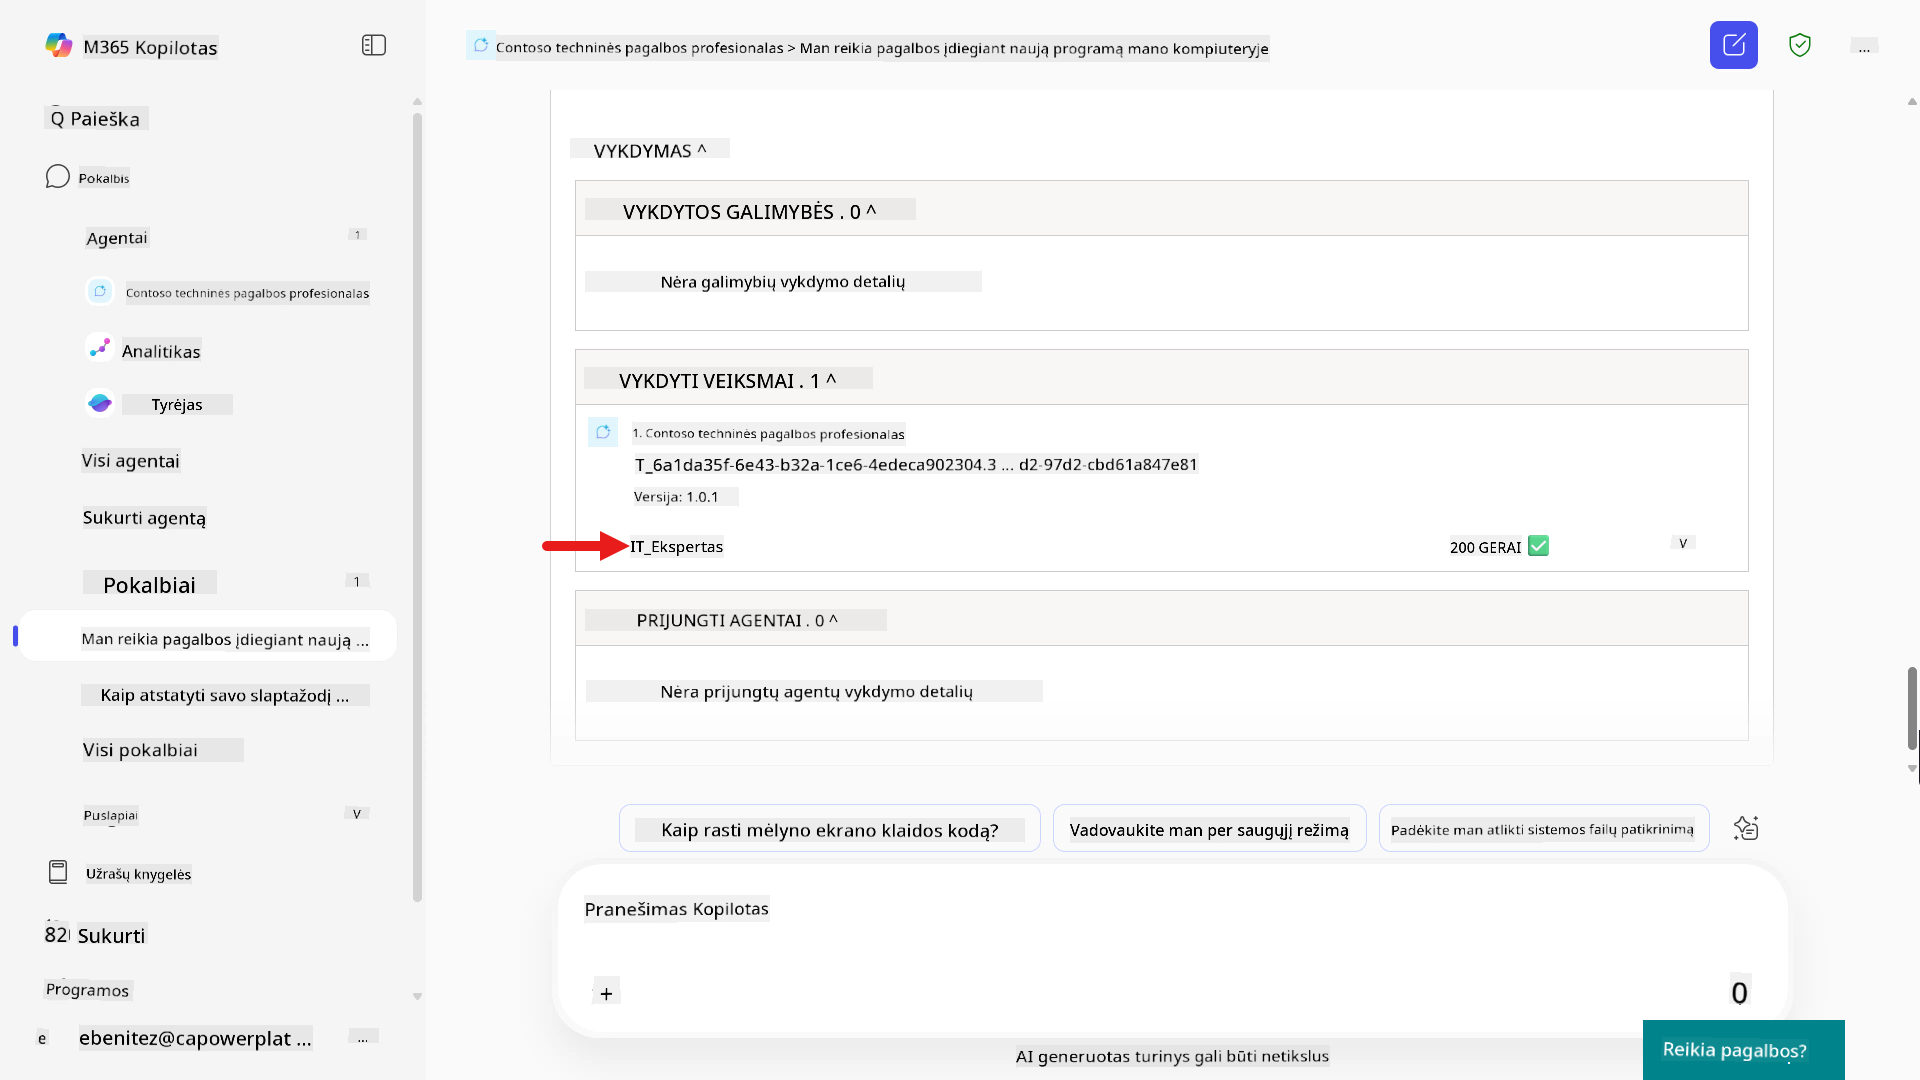 M365 Kopilotas
Q Paieška
Pokalbis
Agentai
1
Contoso techninės pagalbos profesionalas
Analitikas
Tyrėjas
Visi agentai
Sukurti agentą
Pokalbiai
1
Man reikia pagalbos įdiegiant naują ...
Kaip atstatyti savo slaptažodį ...
Visi pokalbiai
Puslapiai
V
Užrašų knygelės
82 Sukurti
Programos
e
ebenitez@capowerplat ...
...
Contoso techninės pagalbos profesionalas > Man reikia pagalbos įdiegiant naują programą mano kompiuteryje
...
VYKDYMAS ^
VYKDYTOS GALIMYBĖS . 0 ^
Nėra galimybių vykdymo detalių
VYKDYTI VEIKSMAI . 1 ^
1. Contoso techninės pagalbos profesionalas
T_6a1da35f-6e43-b32a-1ce6-4edeca902304.3 ... d2-97d2-cbd61a847e81
Versija: 1.0.1
IT_Ekspertas
200 GERAI ✅
V
PRIJUNGTI AGENTAI . 0 ^
Nėra prijungtų agentų vykdymo detalių
Kaip rasti mėlyno ekrano klaidos kodą?
Vadovaukite man per saugųjį režimą
Padėkite man atlikti sistemos failų patikrinimą
Pranešimas Kopilotas
+
0
AI generuotas turinys gali būti netikslus
Reikia pagalbos?